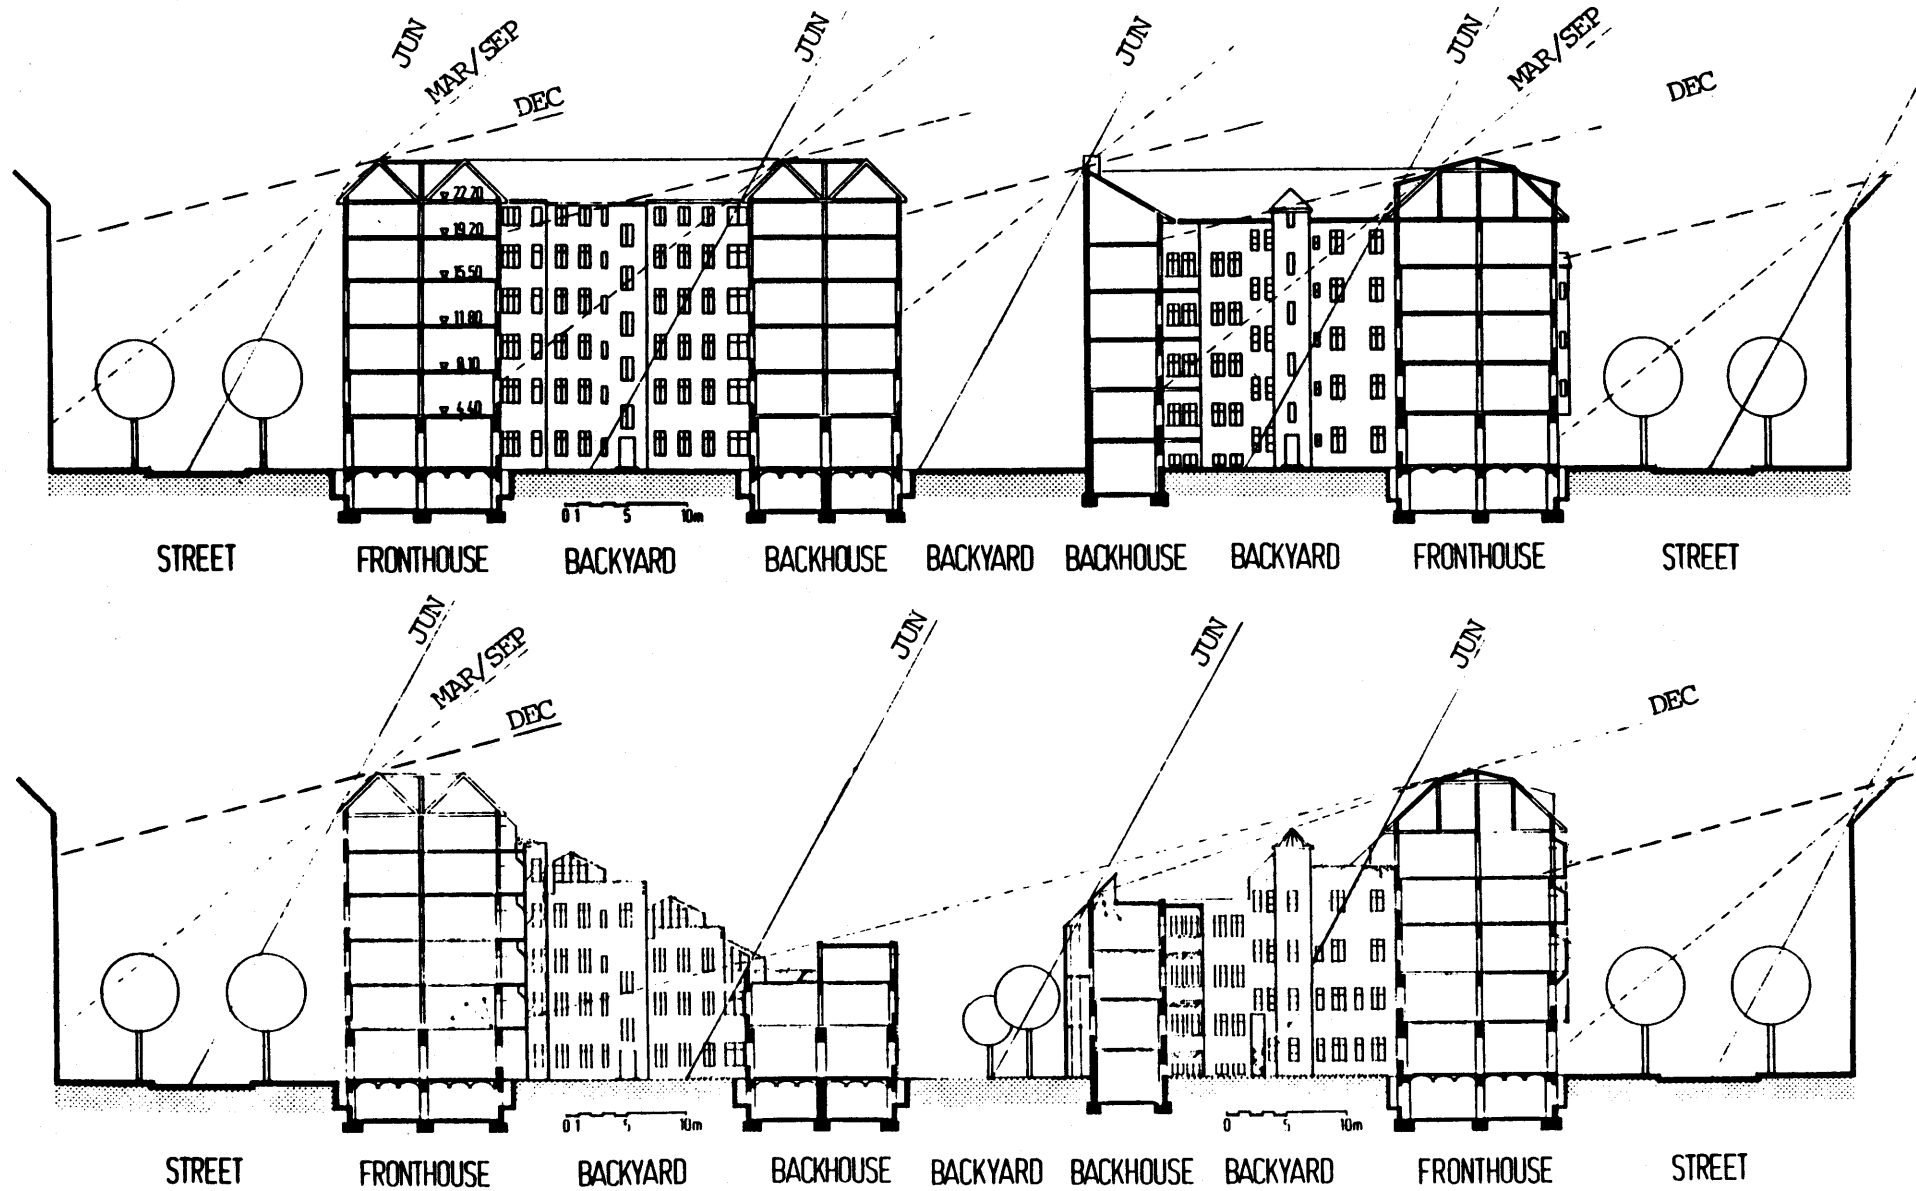 JUN
MAR/SEP
DEC
JUN
JUN
JUN
MAR/SEP
DEC
22.20
19.20
15.50
11.80
8.10
4.40
0 1 5 10m
STREET FRONTHOUSE BACKYARD BACKHOUSE BACKYARD BACKHOUSE BACKYARD FRONTHOUSE STREET
JUN
MAR/SEP
DEC
JUN
JUN
JUN
DEC
0 1 5 10m
0 5 10m
STREET FRONTHOUSE BACKYARD BACKHOUSE BACKYARD BACKHOUSE BACKYARD FRONTHOUSE STREET